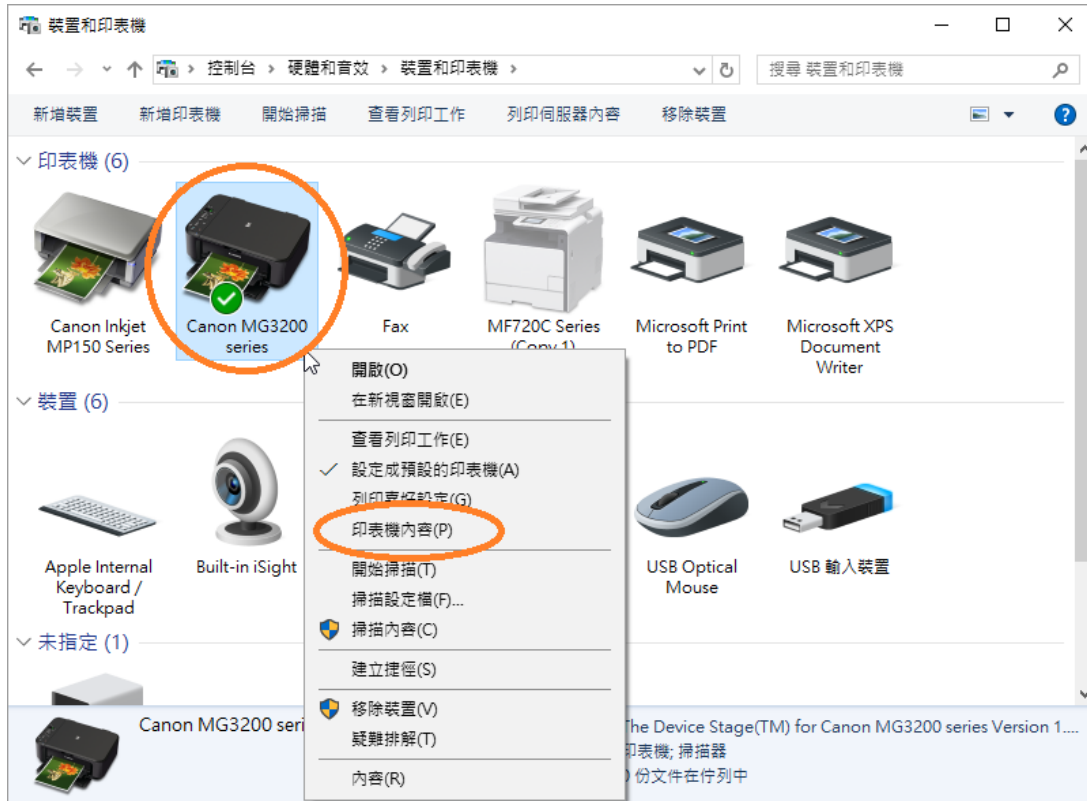 裝置和印表機
控制台 › 硬體和音效 › 裝置和印表機 ›
搜尋 裝置和印表機
新增裝置 新增印表機 開始掃描 查看列印工作 列印伺服器內容 移除裝置
印表機 (6)
Canon Inkjet
MP150 Series
Canon MG3200
series
Fax
MF720C Series
(Copy 1)
Microsoft Print
to PDF
Microsoft XPS
Document
Writer
開啟(O)
在新視窗開啟(E)
查看列印工作(E)
設定成預設的印表機(A)
列印喜好設定(G)
印表機內容(P)
開始掃描(T)
掃描設定檔(F)...
掃描內容(C)
建立捷徑(S)
移除裝置(V)
疑難排解(T)
內容(R)
裝置 (6)
Apple Internal
Keyboard /
Trackpad
Built-in iSight
USB Optical
Mouse
USB 輸入裝置
未指定 (1)
Canon MG3200 seri
The Device Stage(TM) for Canon MG3200 series Version 1....
印表機; 掃描器
份文件在佇列中